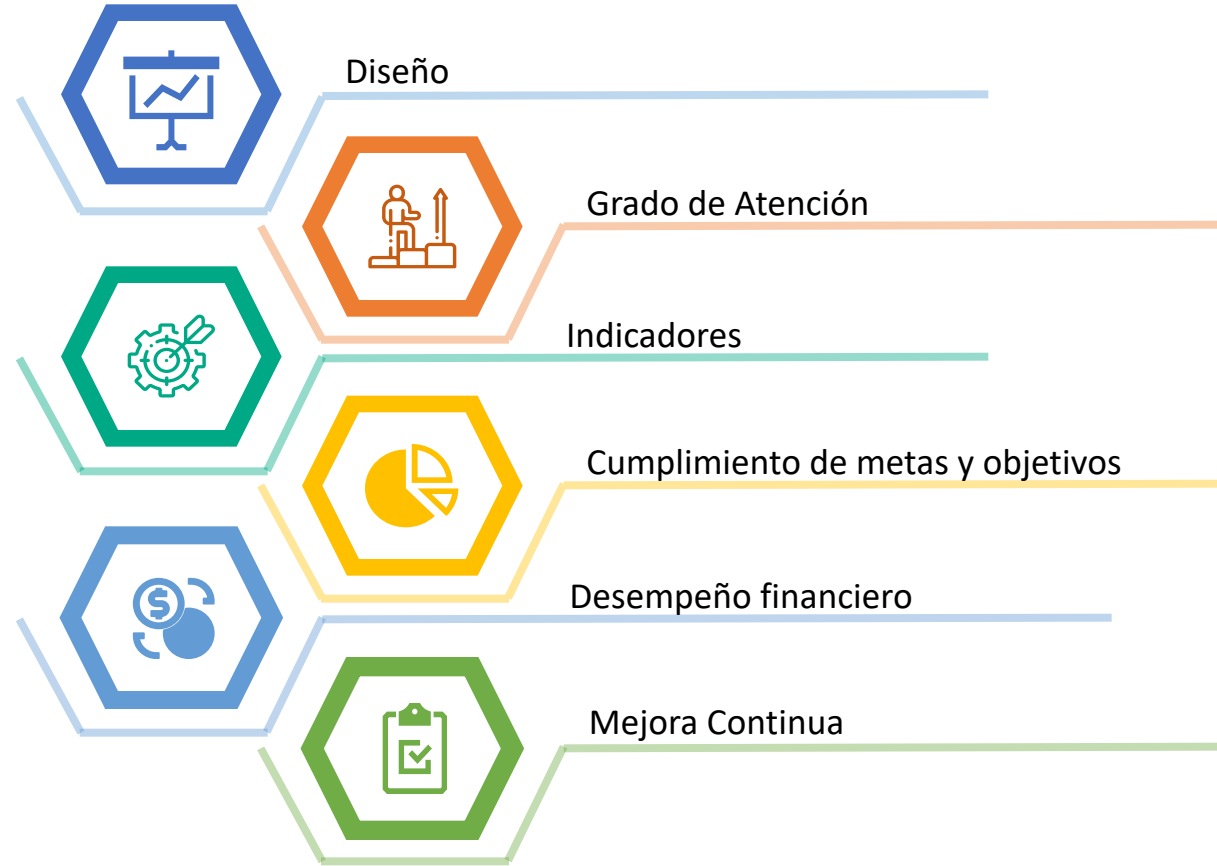 Diseño
Grado de Atención
Indicadores
Cumplimiento de metas y objetivos
Desempeño financiero
Mejora Continua